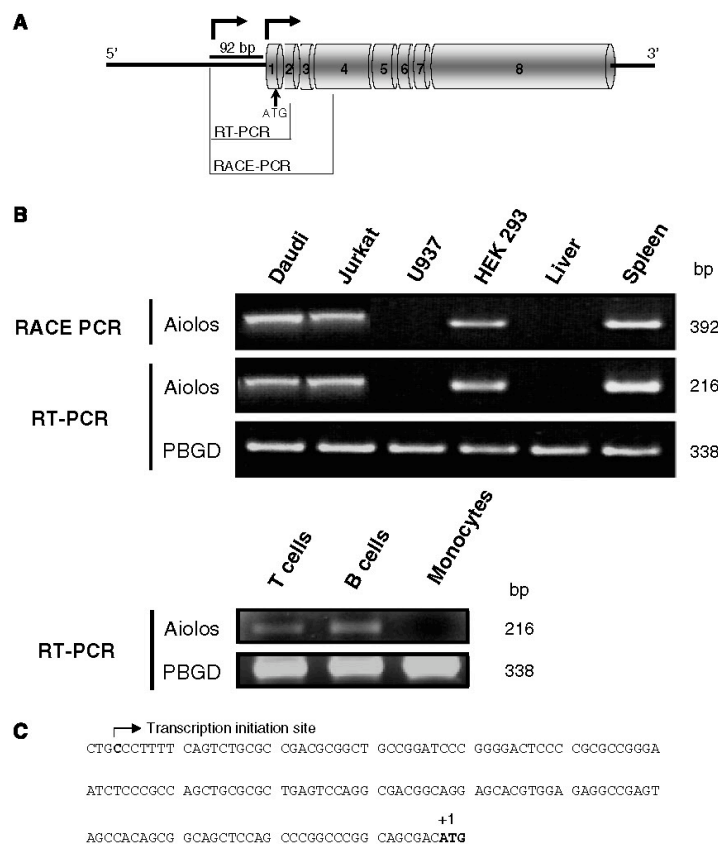 A
92 bp
5’
3’
1 2 3 4 5 6 7 8
ATG
RT-PCR
RACE-PCR
B
Daudi Jurkat U937 HEK 293 Liver Spleen
bp
RACE PCR Aiolos 392
Aiolos 216
RT-PCR
PBGD 338
T cells B cells Monocytes
bp
Aiolos 216
RT-PCR
PBGD 338
C
Transcription initiation site
CTGCCCTTTT CAGTCTGCGC CGACGCGGCT GCCGGATCCC GGGGACTCCC CGCGCCGGGA
ATCTCCCGCC AGCTGCGCGC TGAGTCCAGG CGACGGCAGG AGCACGTGGA GAGGCCGAGT
+1
AGCCACAGCG GCAGCTCCAG CCCGGCCCGG CAGCGACATG